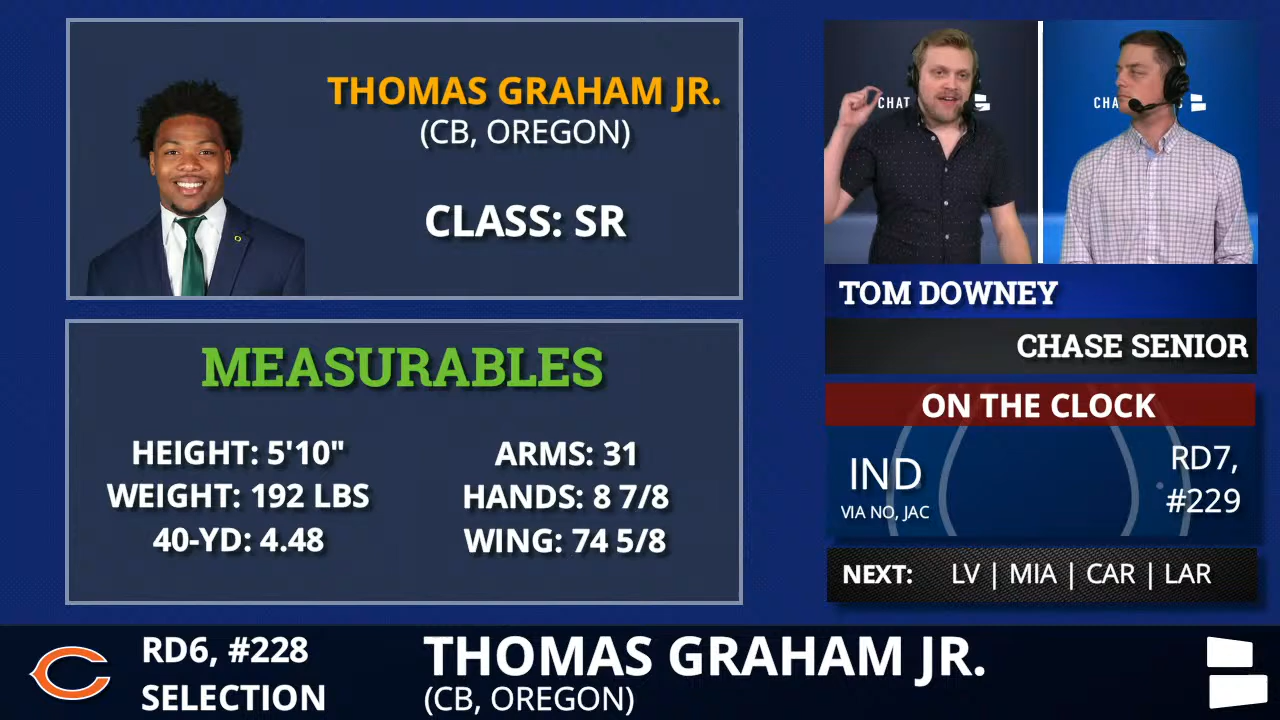 THOMAS GRAHAM JR.
(CB, OREGON)
CLASS: SR
MEASURABLES
HEIGHT: 5'10"
WEIGHT: 192 LBS
40-YD: 4.48
ARMS: 31
HANDS: 8 7/8
WING: 74 5/8
CHAT
CHA
TOM DOWNEY
CHASE SENIOR
ON THE CLOCK
IND
VIA NO, JAC
RD7,
#229
NEXT: LV | MIA | CAR | LAR
RD6, #228
SELECTION
THOMAS GRAHAM JR.
(CB, OREGON)